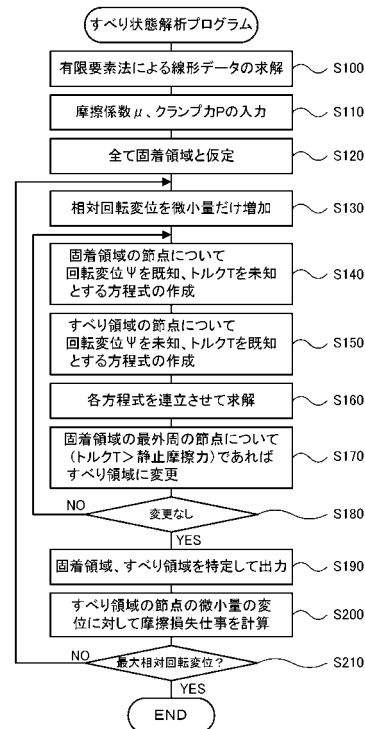 すべり状態解析プログラム
有限要素法による線形データの求解
S100
摩擦係数μ、クランプ力Pの入力
S110
全て固着領域と仮定
S120
相対回転変位を微小量だけ増加
S130
固着領域の節点について
回転変位Ψを既知、トルクTを未知
とする方程式の作成
S140
すべり領域の節点について
回転変位Ψを未知、トルクTを既知
とする方程式の作成
S150
各方程式を連立させて求解
S160
固着領域の最外周の節点について
(トルクT>静止摩擦力)であれば
すべり領域に変更
S170
NO
変更なし
S180
YES
固着領域、すべり領域を特定して出力
S190
すべり領域の節点の微小量の変
位に対して摩擦損失仕事を計算
S200
NO
最大相対回転変位?
S210
YES
END